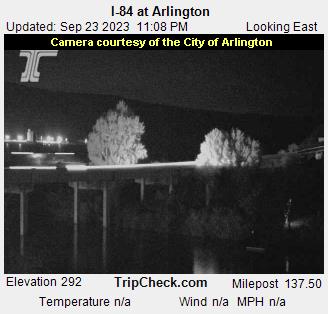 I-84 at Arlington
Updated: Sep 23 2023 11:08 PM Looking East
Camera courtesy of the City of Arlington
Elevation 292 TripCheck.com Milepost 137.50
Temperature n/a Wind n/a MPH n/a